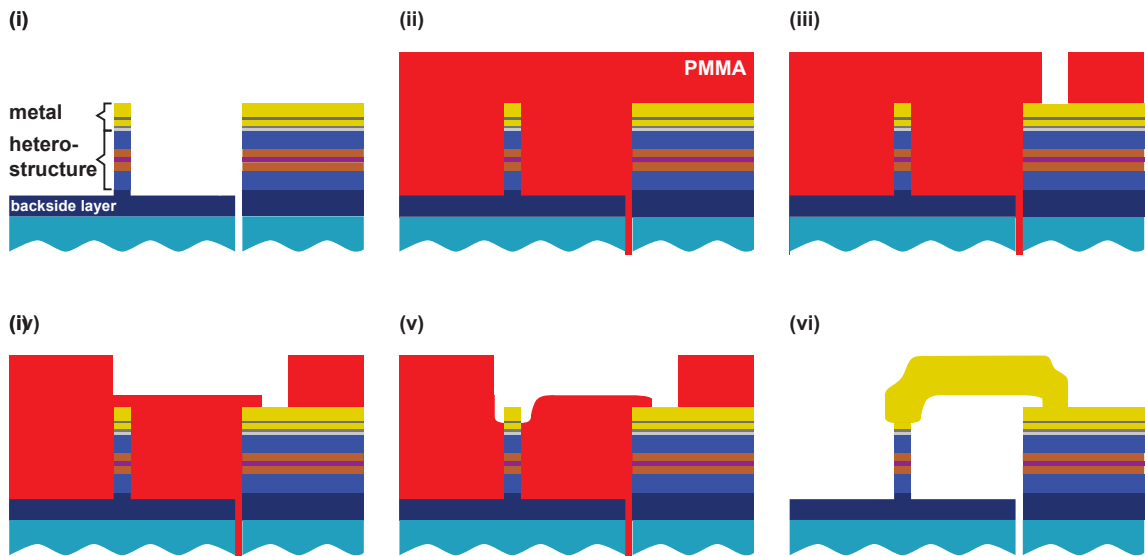 (i)
(ii)
(iii)
PMMA
metal
hetero-
structure
backside layer
(iv)
(v)
(vi)